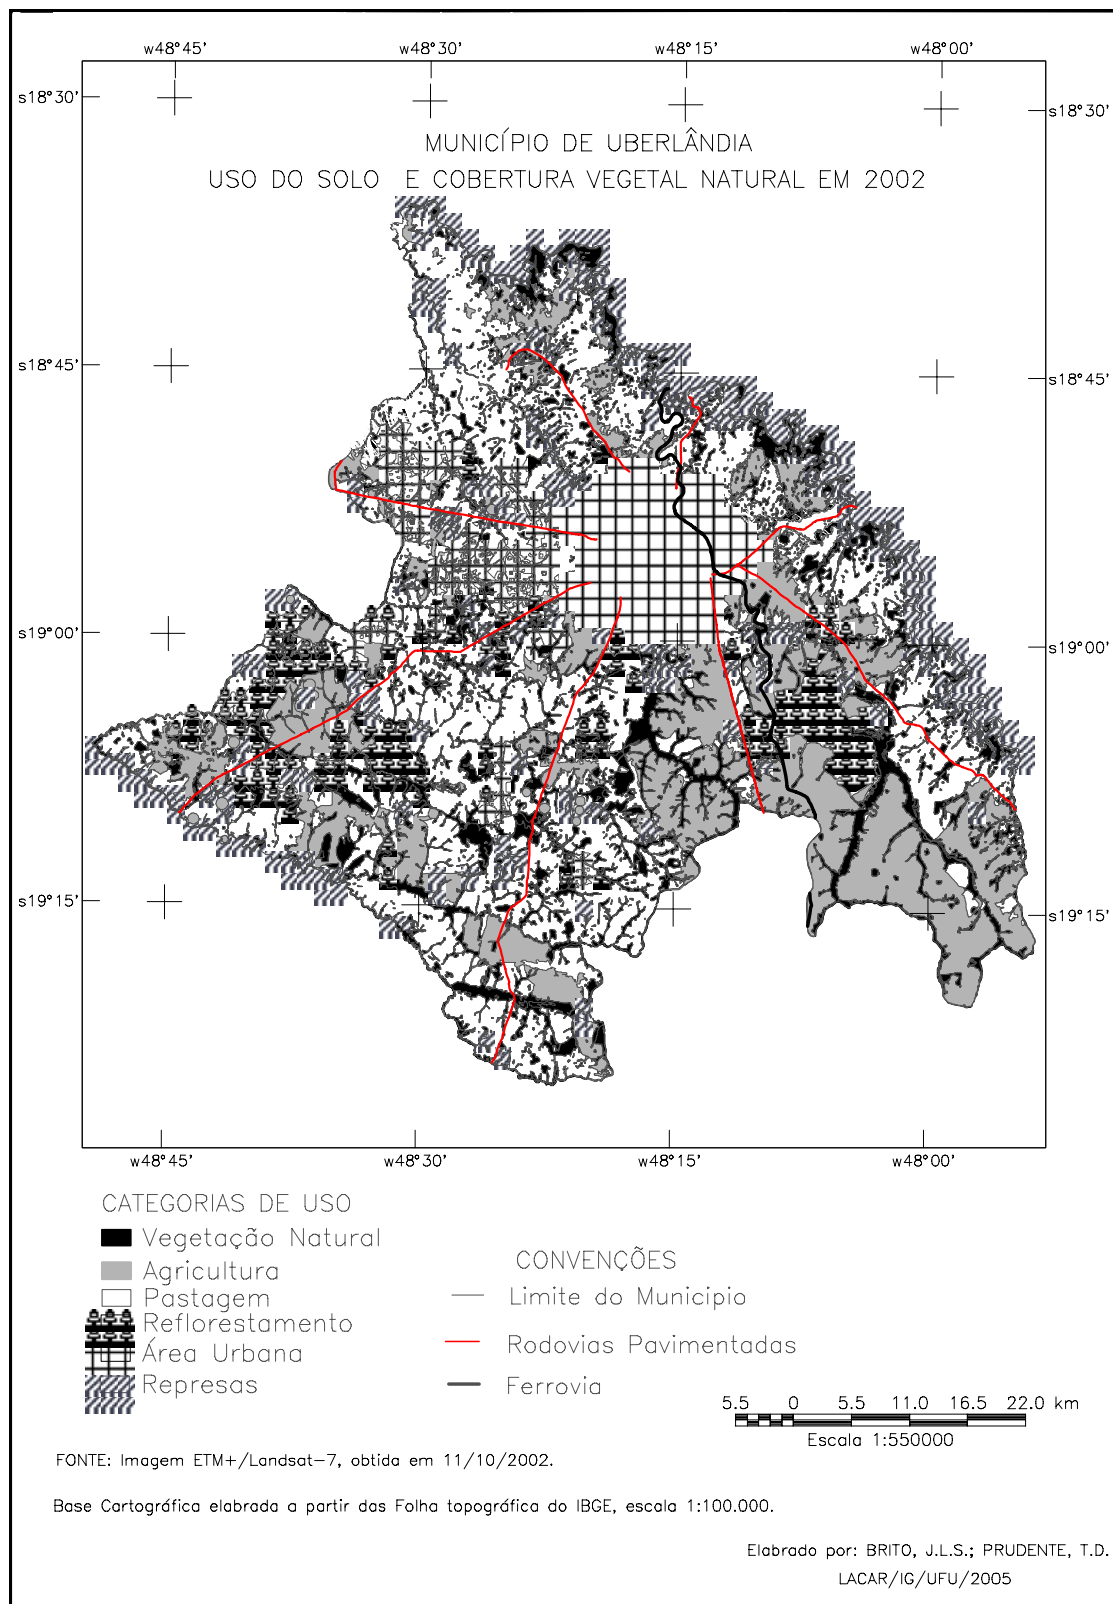 w48°45' w48°30' w48°15' w48°00'
s18°30' s18°30'
MUNICÍPIO DE UBERLÂNDIA
USO DO SOLO E COBERTURA VEGETAL NATURAL EM 2002
s18°45' s18°45'
s19°00' s19°00'
s19°15' s19°15'
w48°45' w48°30' w48°15' w48°00'
CATEGORIAS DE USO
Vegetação Natural
Agricultura
Pastagem
Reflorestamento
Área Urbana
Represas
CONVENÇÕES
Limite do Municipio
Rodovias Pavimentadas
Ferrovia
5.5 0 5.5 11.0 16.5 22.0 km
Escala 1:550000
FONTE: Imagem ETM+/Landsat-7, obtida em 11/10/2002.
Base Cartográfica elabrada a partir das Folha topográfica do IBGE, escala 1:100.000.
Elabrado por: BRITO, J.L.S.; PRUDENTE, T.D.
LACAR/IG/UFU/2005